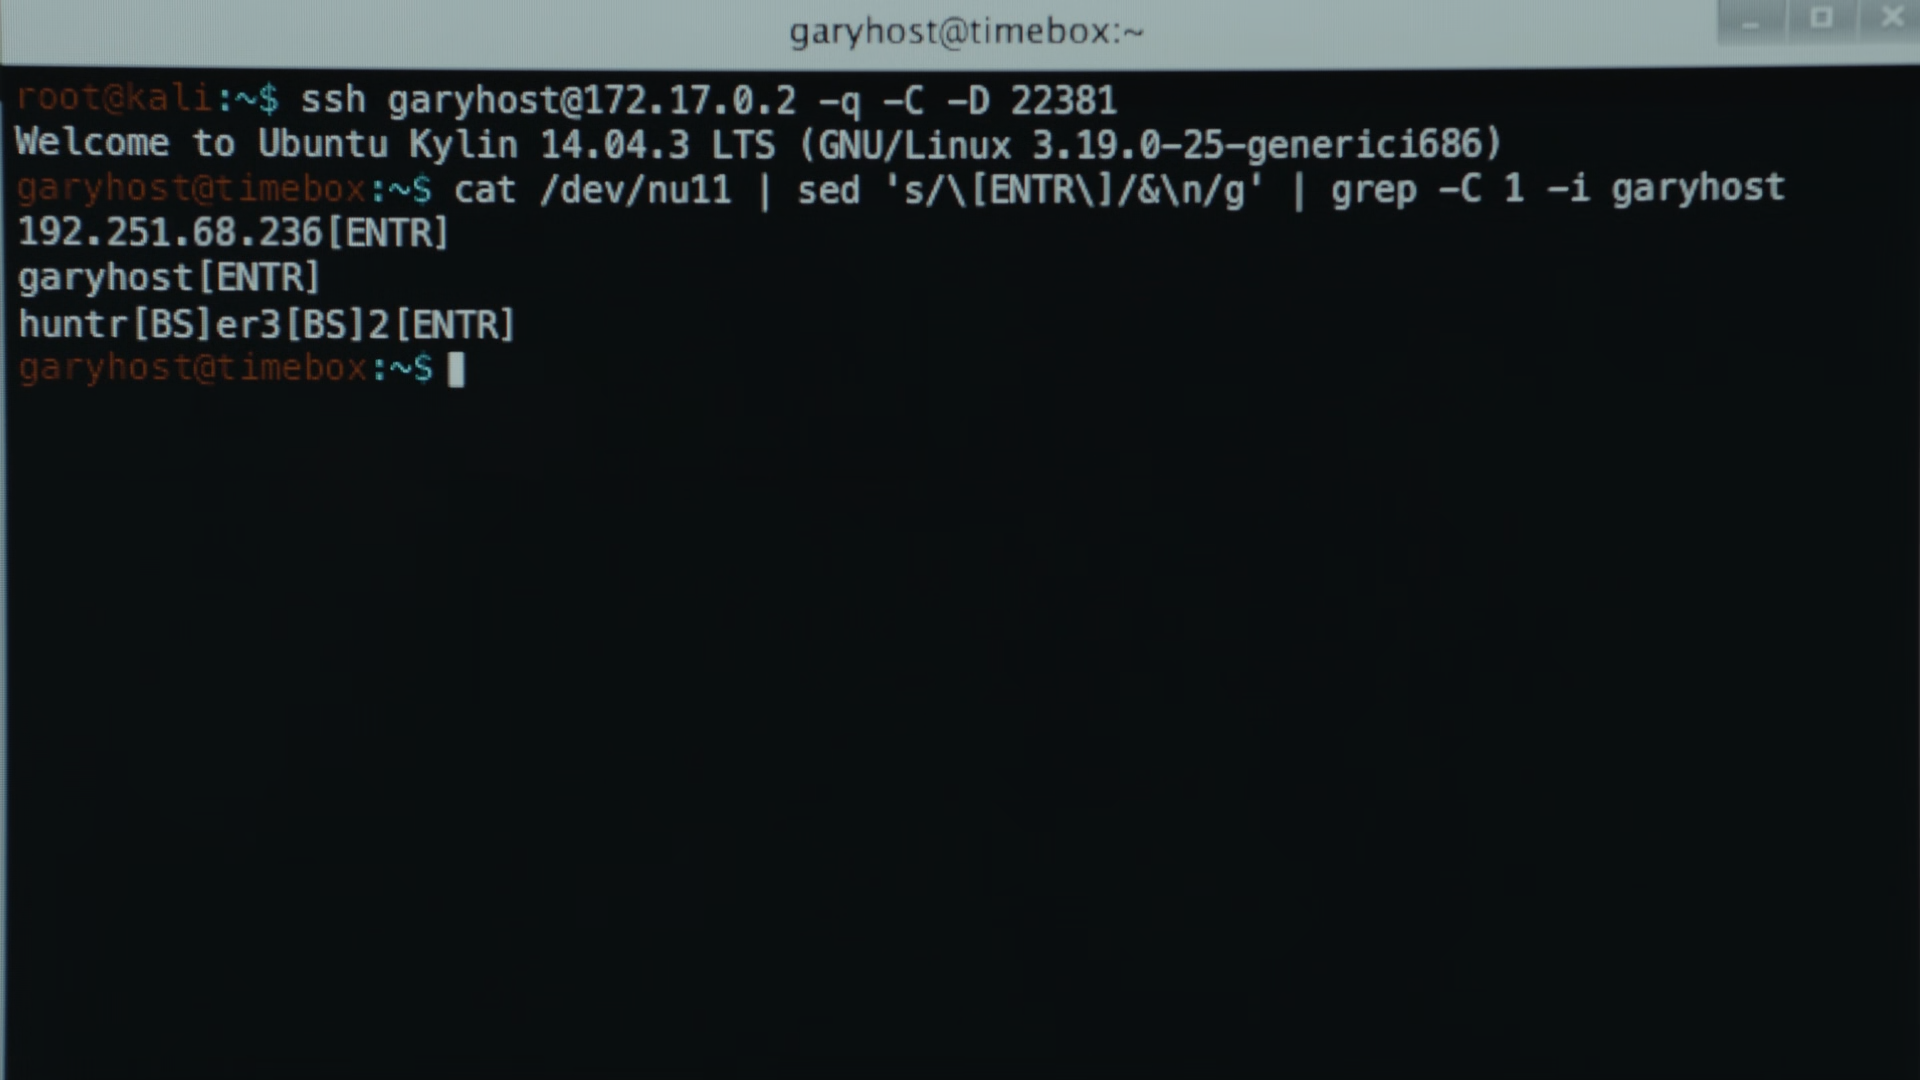 garyhost@timebox:~
root@kali:~$ ssh garyhost@172.17.0.2 -q -C -D 22381
Welcome to Ubuntu Kylin 14.04.3 LTS (GNU/Linux 3.19.0-25-generici686)
garyhost@timebox:~$ cat /dev/nu11 | sed 's/\[ENTR\]/&\n/g' | grep -C 1 -i garyhost
192.251.68.236[ENTR]
garyhost[ENTR]
huntr[BS]er3[BS]2[ENTR]
garyhost@timebox:~$